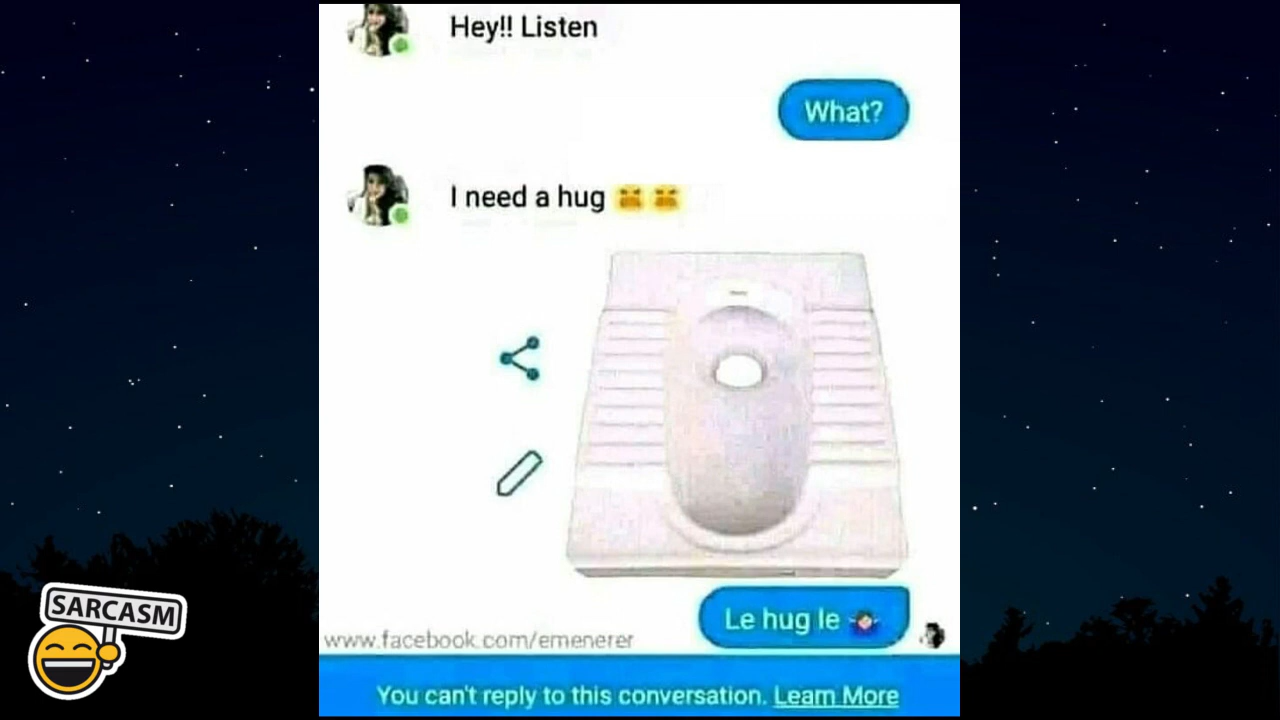 Hey!! Listen
What?
I need a hug
Le hug le
SARCASM
www.facebook.com/emenerer
You can't reply to this conversation. Learn More